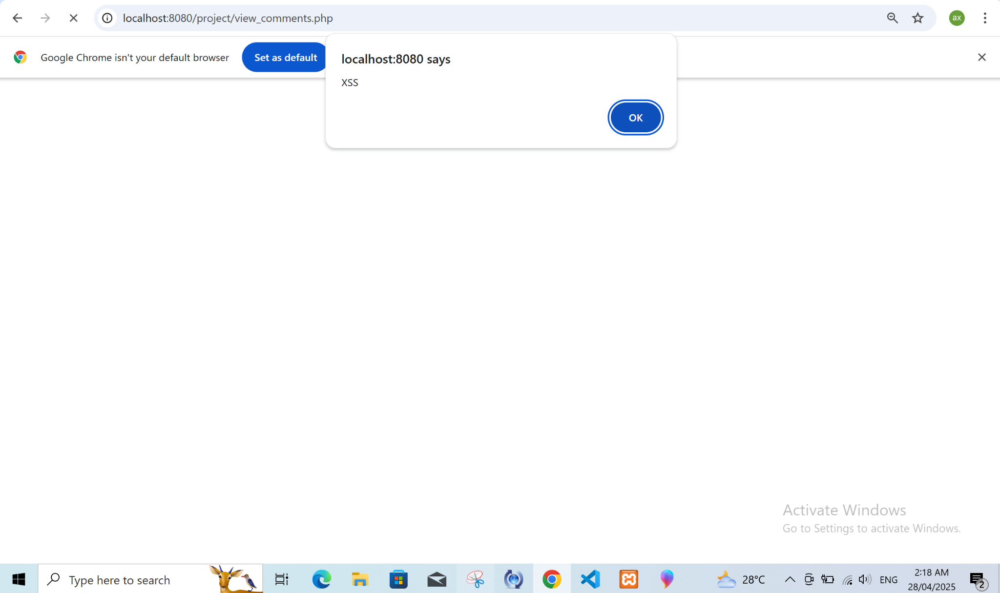 localhost:8080/project/view_comments.php
ax
Google Chrome isn't your default browser
Set as default
localhost:8080 says
XSS
OK
Activate Windows
Go to Settings to activate Windows.
Type here to search
28°C
ENG
2:18 AM
28/04/2025
2